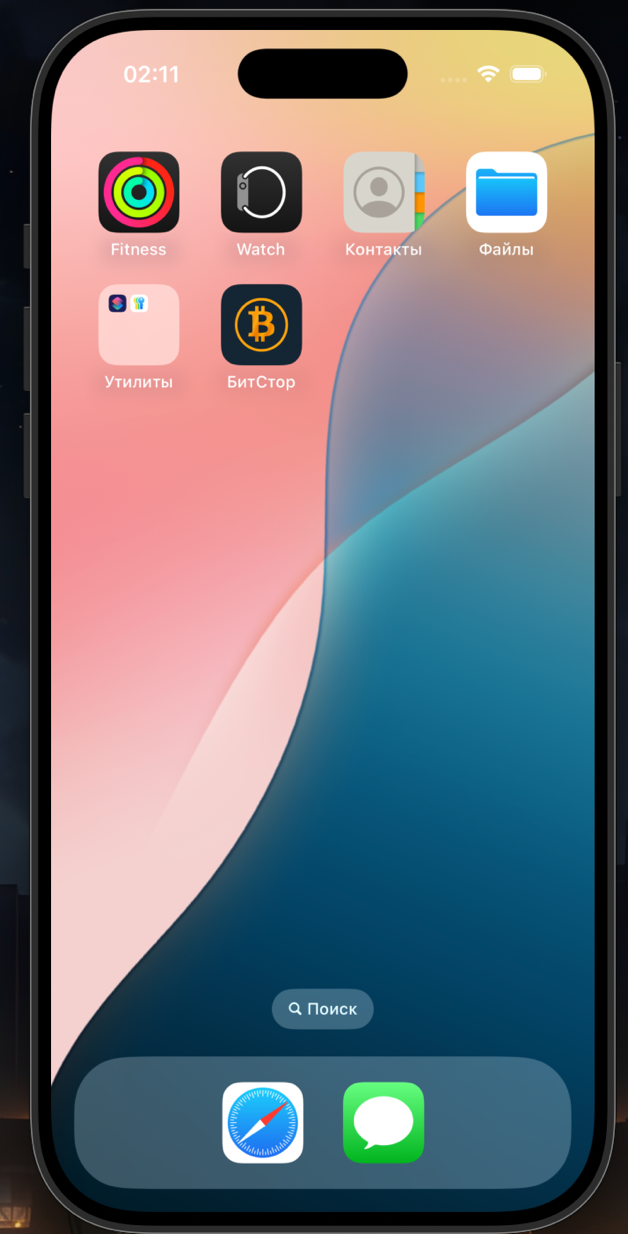 02:11
Fitness
Watch
Контакты
Файлы
Утилиты
БитСтор
Поиск